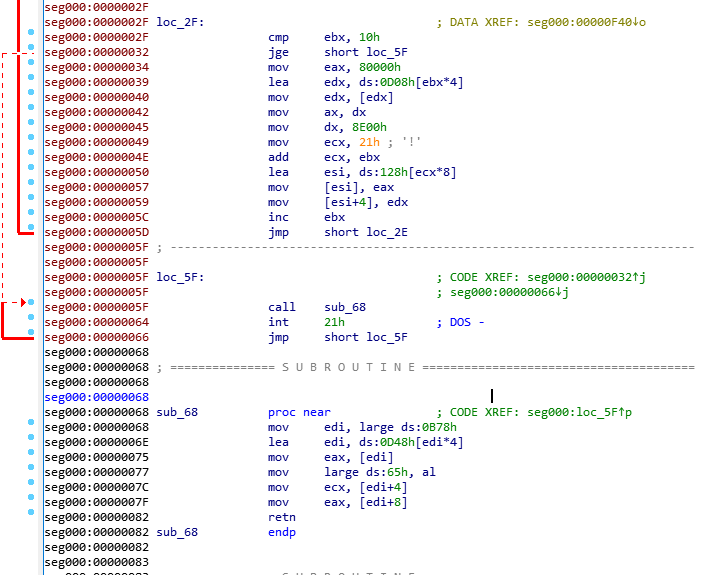 seg000:0000002F
seg000:0000002F loc_2F: ; DATA XREF: seg000:00000F40↓o
seg000:0000002F cmp ebx, 10h
seg000:00000032 jge short loc_5F
seg000:00000034 mov eax, 80000h
seg000:00000039 lea edx, ds:0D08h[ebx*4]
seg000:00000040 mov edx, [edx]
seg000:00000042 mov ax, dx
seg000:00000045 mov dx, 8E00h
seg000:00000049 mov ecx, 21h ; '!'
seg000:0000004E add ecx, ebx
seg000:00000050 lea esi, ds:128h[ecx*8]
seg000:00000057 mov [esi], eax
seg000:00000059 mov [esi+4], edx
seg000:0000005C inc ebx
seg000:0000005D jmp short loc_2E
seg000:0000005F ; ---------------------------------------------------------------------------
seg000:0000005F
seg000:0000005F loc_5F: ; CODE XREF: seg000:00000032↑j
seg000:0000005F ; seg000:00000066↓j
seg000:0000005F call sub_68
seg000:00000064 int 21h ; DOS -
seg000:00000066 jmp short loc_5F
seg000:00000068
seg000:00000068 ; =============== S U B R O U T I N E =======================================
seg000:00000068
seg000:00000068
seg000:00000068 sub_68 proc near ; CODE XREF: seg000:loc_5F↑p
seg000:00000068 mov edi, large ds:0B78h
seg000:0000006E lea edi, ds:0D48h[edi*4]
seg000:00000075 mov eax, [edi]
seg000:00000077 mov large ds:65h, al
seg000:0000007C mov ecx, [edi+4]
seg000:0000007F mov eax, [edi+8]
seg000:00000082 retn
seg000:00000082 sub_68 endp
seg000:00000082
seg000:00000083